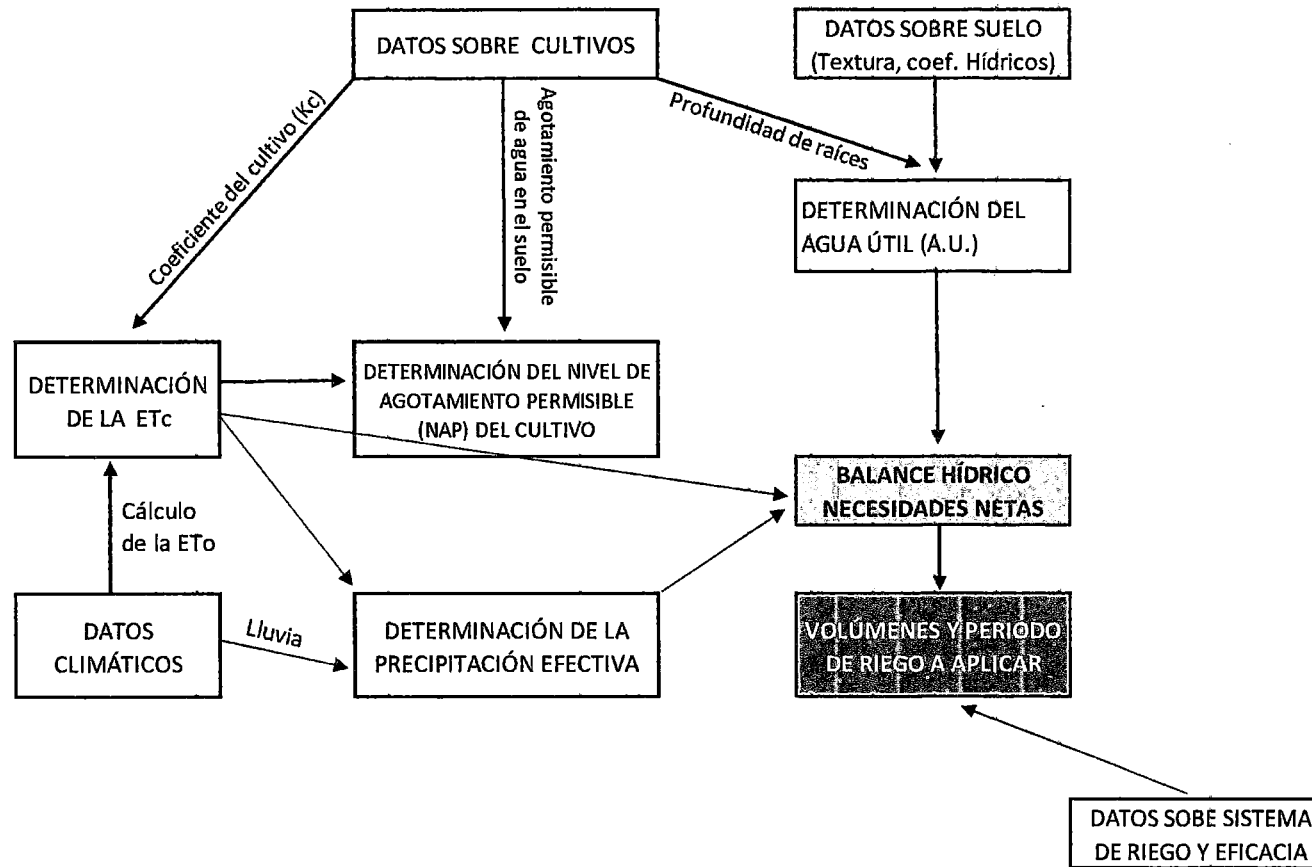 DATOS SOBRE CULTIVOS
DATOS SOBRE SUELO
(Textura, coef. Hídricos)
Coeficiente del cultivo (Kc)
Agotamiento permisible
de agua en el suelo
Profundidad de raíces
DETERMINACIÓN DEL
AGUA ÚTIL (A.U.)
DETERMINACIÓN
DE LA ETc
DETERMINACIÓN DEL NIVEL DE
AGOTAMIENTO PERMISIBLE
(NAP) DEL CULTIVO
BALANCE HÍDRICO
NECESIDADES NETAS
Cálculo
de la ETo
DATOS
CLIMÁTICOS
Lluvia
DETERMINACIÓN DE LA
PRECIPITACIÓN EFECTIVA
VOLÚMENES Y PERIODO
DE RIEGO A APLICAR
DATOS SOBE SISTEMA
DE RIEGO Y EFICACIA